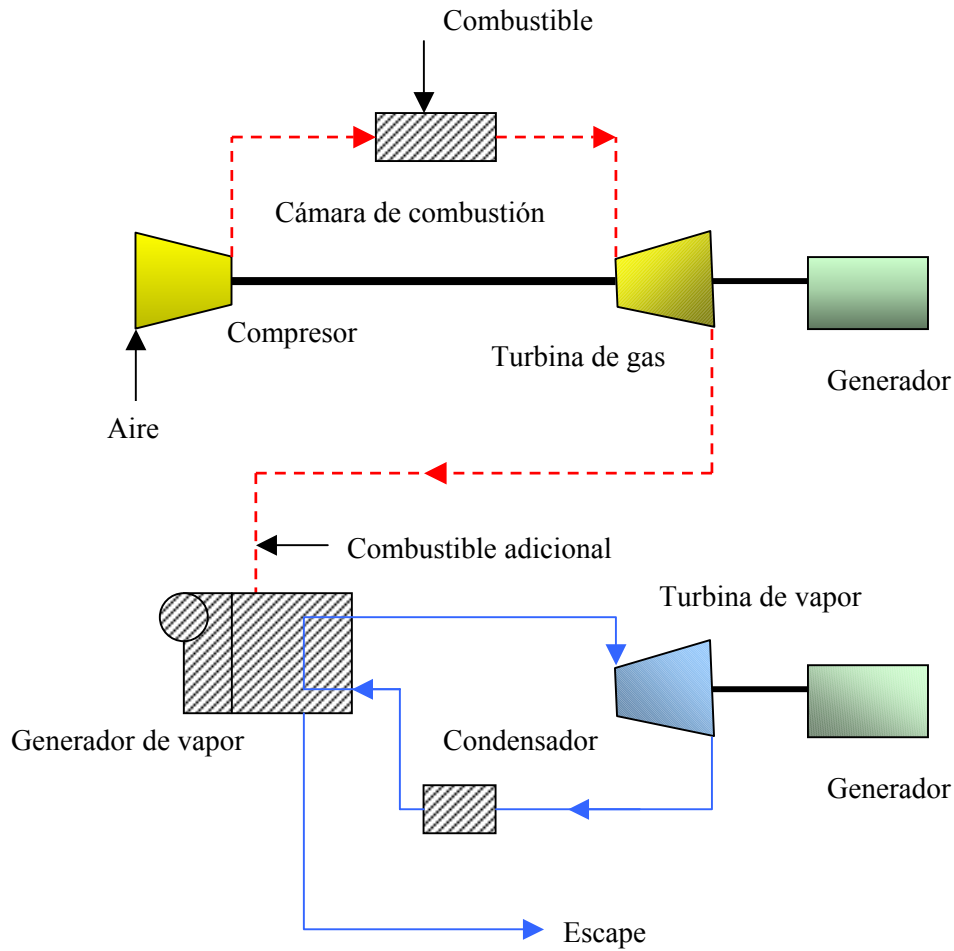 Combustible
Cámara de combustión
Compresor
Turbina de gas
Generador
Aire
Combustible adicional
Turbina de vapor
Generador de vapor
Condensador
Generador
Escape